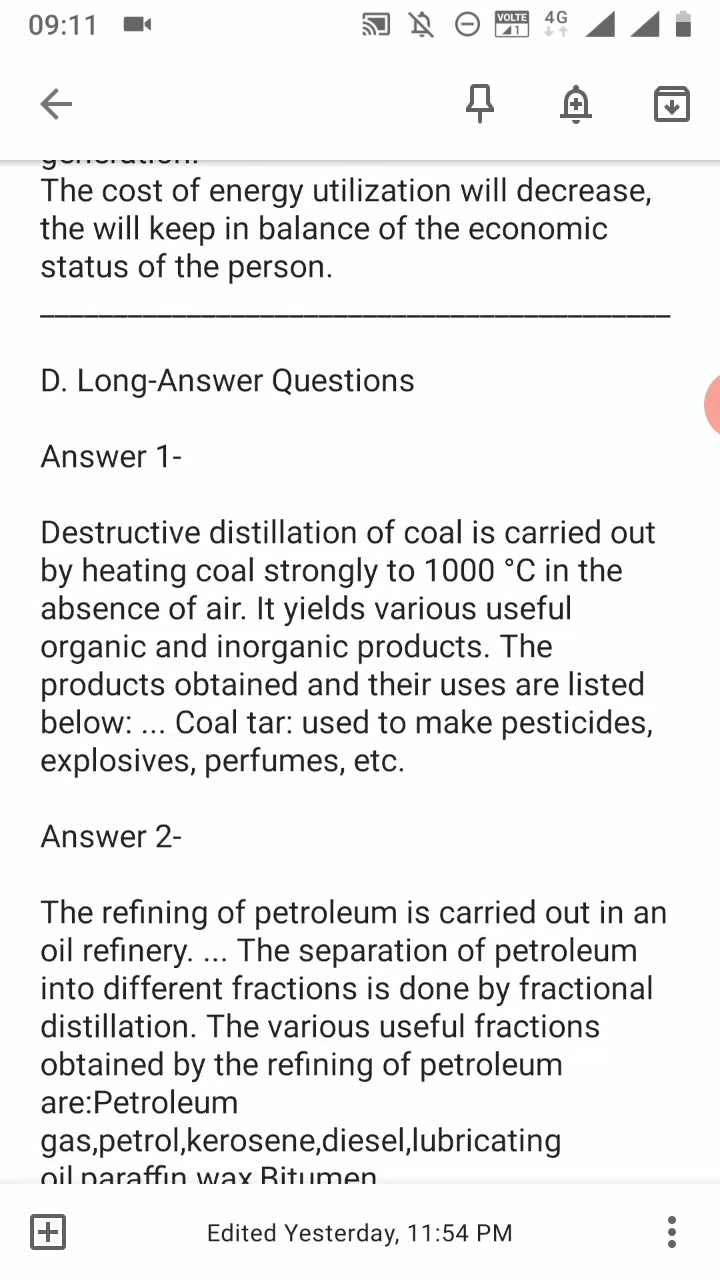 09:11
VOLTE 1 4G
generation.
The cost of energy utilization will decrease,
the will keep in balance of the economic
status of the person.
D. Long-Answer Questions
Answer 1-
Destructive distillation of coal is carried out
by heating coal strongly to 1000 °C in the
absence of air. It yields various useful
organic and inorganic products. The
products obtained and their uses are listed
below: ... Coal tar: used to make pesticides,
explosives, perfumes, etc.
Answer 2-
The refining of petroleum is carried out in an
oil refinery. ... The separation of petroleum
into different fractions is done by fractional
distillation. The various useful fractions
obtained by the refining of petroleum
are:Petroleum
gas,petrol,kerosene,diesel,lubricating
oil,paraffin wax,Bitumen
Edited Yesterday, 11:54 PM